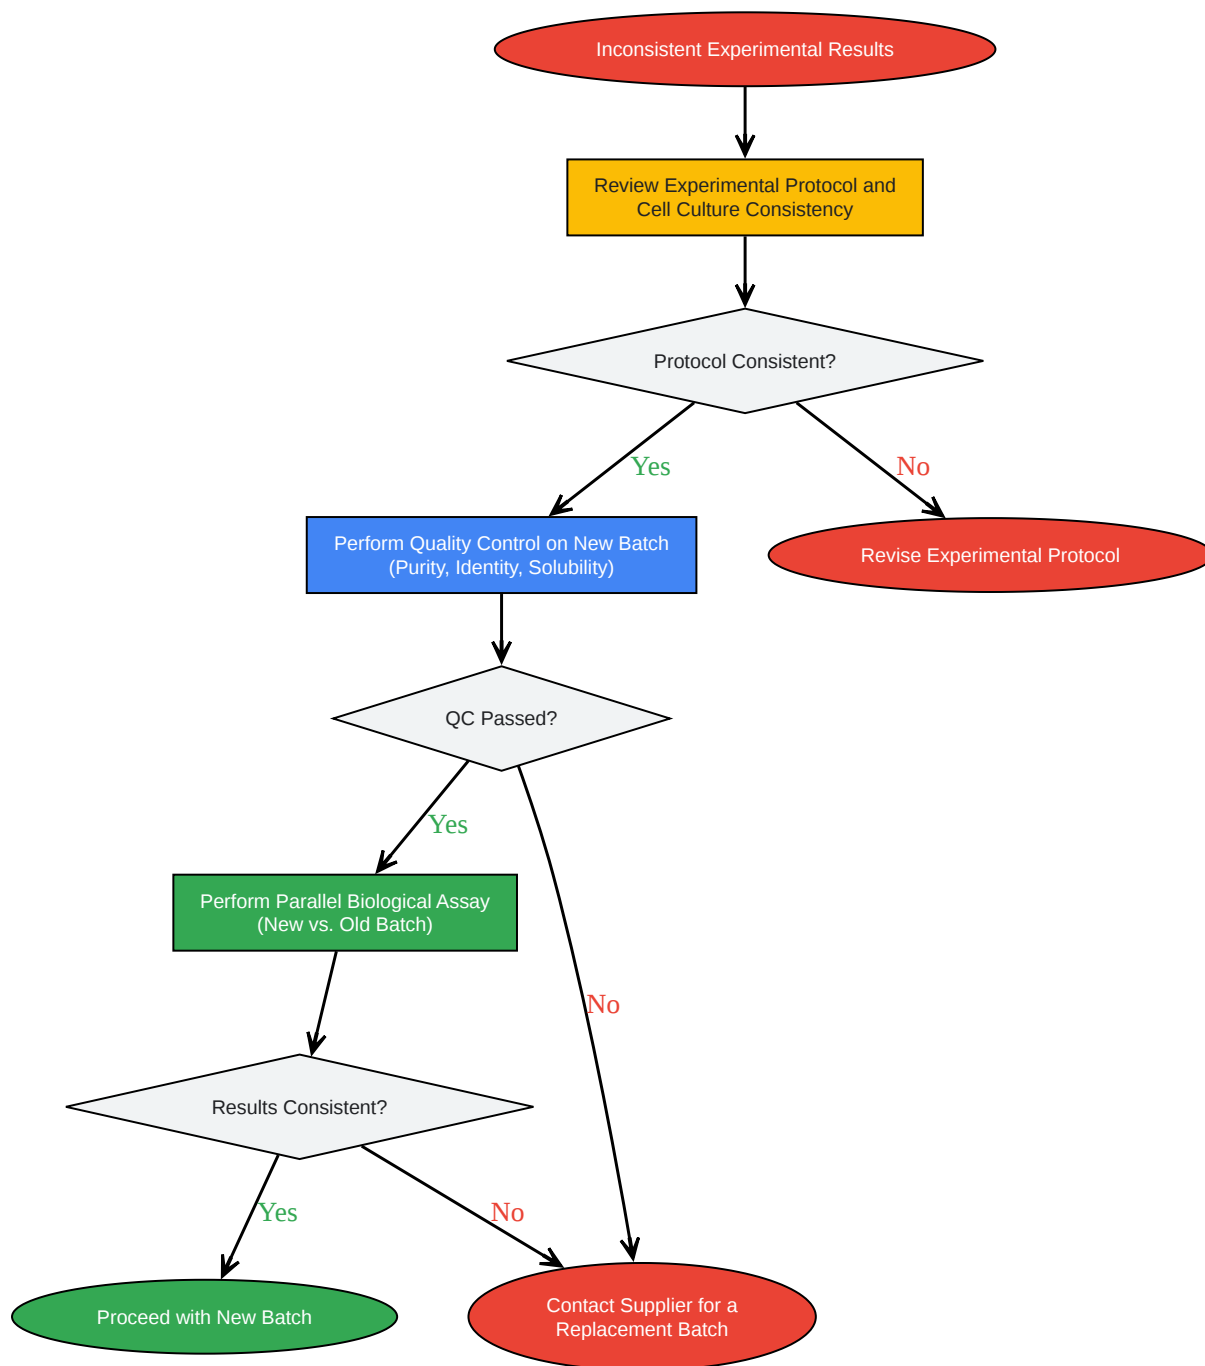 Inconsistent Experimental Results
Review Experimental Protocol and
Cell Culture Consistency
Protocol Consistent?
Yes
No
Perform Quality Control on New Batch
(Purity, Identity, Solubility)
Revise Experimental Protocol
QC Passed?
Yes
Perform Parallel Biological Assay
(New vs. Old Batch)
No
Results Consistent?
Yes
No
Proceed with New Batch
Contact Supplier for a
Replacement Batch